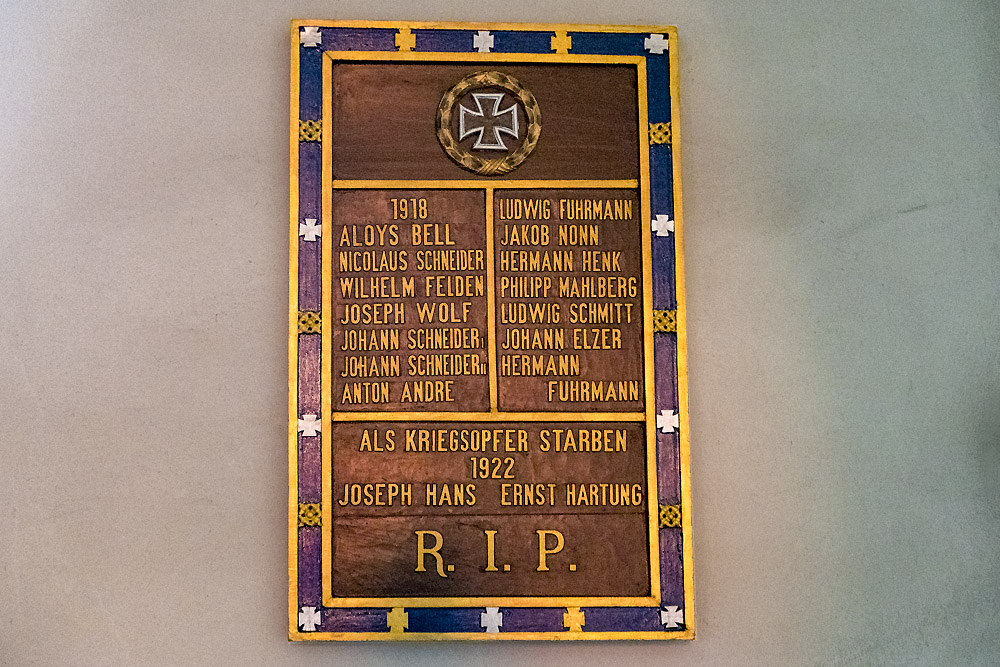 1918
ALOYS BELL
NICOLAUS SCHNEIDER
WILHELM FELDEN
JOSEPH WOLF
JOHANN SCHNEIDER I
JOHANN SCHNEIDER II
ANTON ANDRE
LUDWIG FUHRMANN
JAKOB NONN
HERMANN HENK
PHILIPP MAHLBERG
LUDWIG SCHMITT
JOHANN ELZER
HERMANN
FUHRMANN
ALS KRIEGSOPFER STARBEN
1922
JOSEPH HANS ERNST HARTUNG
R. I. P.